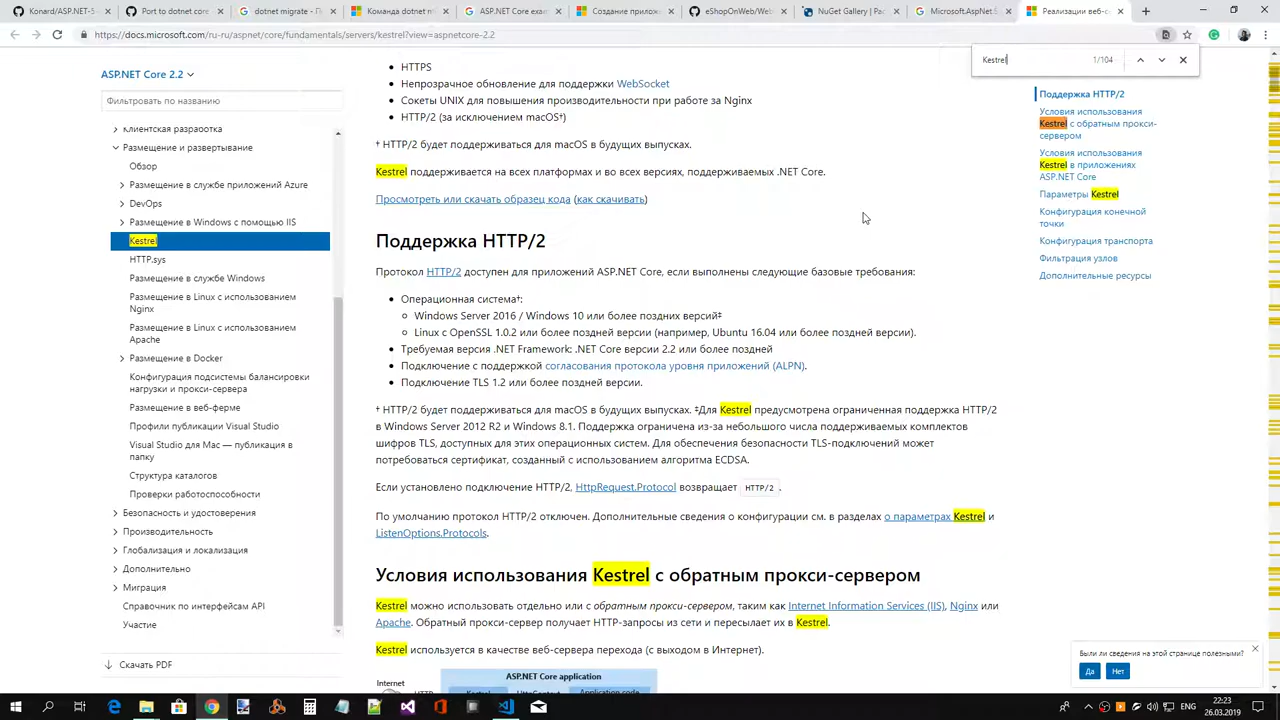 Konard/ASP.NET-5
Port to dotnet core
dotnet migrate - П
Команда dotnet m
ASP.NET Core exam
Создание прилож
eShopOnWeb/Web
NuGet Gallery | Pac
Microsoft.AspNet.S
Реализации веб-с
https://docs.microsoft.com/ru-ru/aspnet/core/fundamentals/servers/kestrel?view=aspnetcore-2.2
Kestrel
1/104
ASP.NET Core 2.2
Фильтровать по названию
Клиентская разработка
Размещение и развертывание
Обзор
Размещение в службе приложений Azure
DevOps
Размещение в Windows с помощью IIS
Kestrel
HTTP.sys
Размещение в службе Windows
Размещение в Linux с использованием
Nginx
Размещение в Linux с использованием
Apache
Размещение в Docker
Конфигурация подсистемы балансировки
нагрузки и прокси-сервера
Размещение в веб-ферме
Профили публикации Visual Studio
Visual Studio для Mac — публикация в
папку
Структура каталогов
Проверки работоспособности
Безопасность и удостоверения
Производительность
Глобализация и локализация
Дополнительно
Миграция
Справочник по интерфейсам API
Участие
Скачать PDF
• HTTPS
• Непрозрачное обновление для поддержки WebSocket
• Сокеты UNIX для повышения производительности при работе за Nginx
• HTTP/2 (за исключением macOS†)
† HTTP/2 будет поддерживаться для macOS в будущих выпусках.
Kestrel поддерживается на всех платформах и во всех версиях, поддерживаемых .NET Core.
Просмотреть или скачать образец кода (как скачивать)
Поддержка HTTP/2
Протокол HTTP/2 доступен для приложений ASP.NET Core, если выполнены следующие базовые требования:
• Операционная система†:
Windows Server 2016 / Windows 10 или более поздних версий‡
Linux с OpenSSL 1.0.2 или более поздней версии (например, Ubuntu 16.04 или более поздней версии).
• Требуемая версия .NET Framework: .NET Core версии 2.2 или более поздней
• Подключение с поддержкой согласования протокола уровня приложений (ALPN).
• Подключение TLS 1.2 или более поздней версии.
† HTTP/2 будет поддерживаться для macOS в будущих выпусках. ‡Для Kestrel предусмотрена ограниченная поддержка HTTP/2
в Windows Server 2012 R2 и Windows 8.1. Поддержка ограничена из-за небольшого числа поддерживаемых комплектов
шифров TLS, доступных для этих операционных систем. Для обеспечения безопасности TLS-подключений может
потребоваться сертификат, созданный с использованием алгоритма ECDSA.
Если установлено подключение HTTP/2, HttpRequest.Protocol возвращает HTTP/2 .
По умолчанию протокол HTTP/2 отключен. Дополнительные сведения о конфигурации см. в разделах о параметрах Kestrel и
ListenOptions.Protocols.
Условия использования Kestrel с обратным прокси-сервером
Kestrel можно использовать отдельно или с обратным прокси-сервером, таким как Internet Information Services (IIS), Nginx или
Apache. Обратный прокси-сервер получает HTTP-запросы из сети и пересылает их в Kestrel.
Kestrel используется в качестве веб-сервера перехода (с выходом в Интернет).
Internet
ASP.NET Core application
HTTP
Kestrel
HttpContext
Application code
Поддержка HTTP/2
Условия использования
Kestrel с обратным прокси-
сервером
Условия использования
Kestrel в приложениях
ASP.NET Core
Параметры Kestrel
Конфигурация конечной
точки
Конфигурация транспорта
Фильтрация узлов
Дополнительные ресурсы
Были ли сведения на этой странице полезными?
Да
Нет
ENG
22:23
26.03.2019